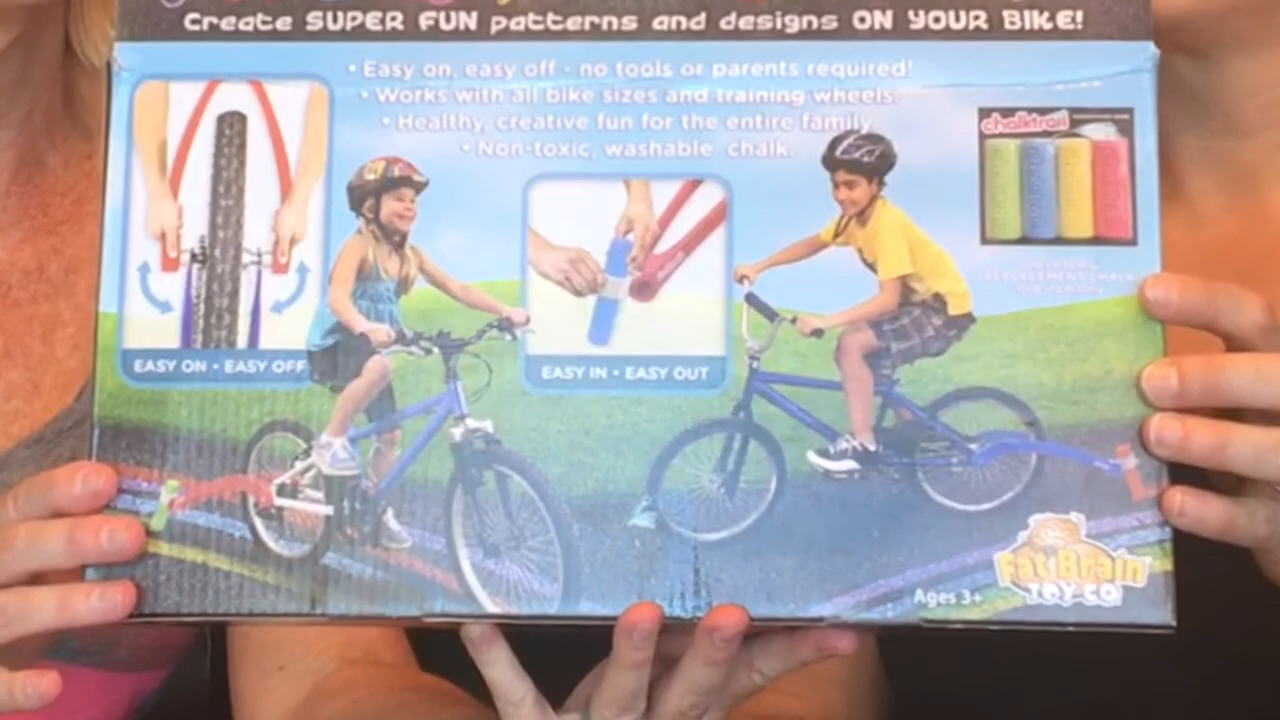 Create SUPER FUN patterns and designs ON YOUR BIKE!
• Easy on, easy off - no tools or parents required!
• Works with all bike sizes and training wheels.
• Healthy, creative fun for the entire family.
• Non-toxic, washable chalk.
chalktrail
REPLACEMENT CHALK
EASY ON • EASY OFF
EASY IN • EASY OUT
Ages 3+
Fat Brain
TOY CO